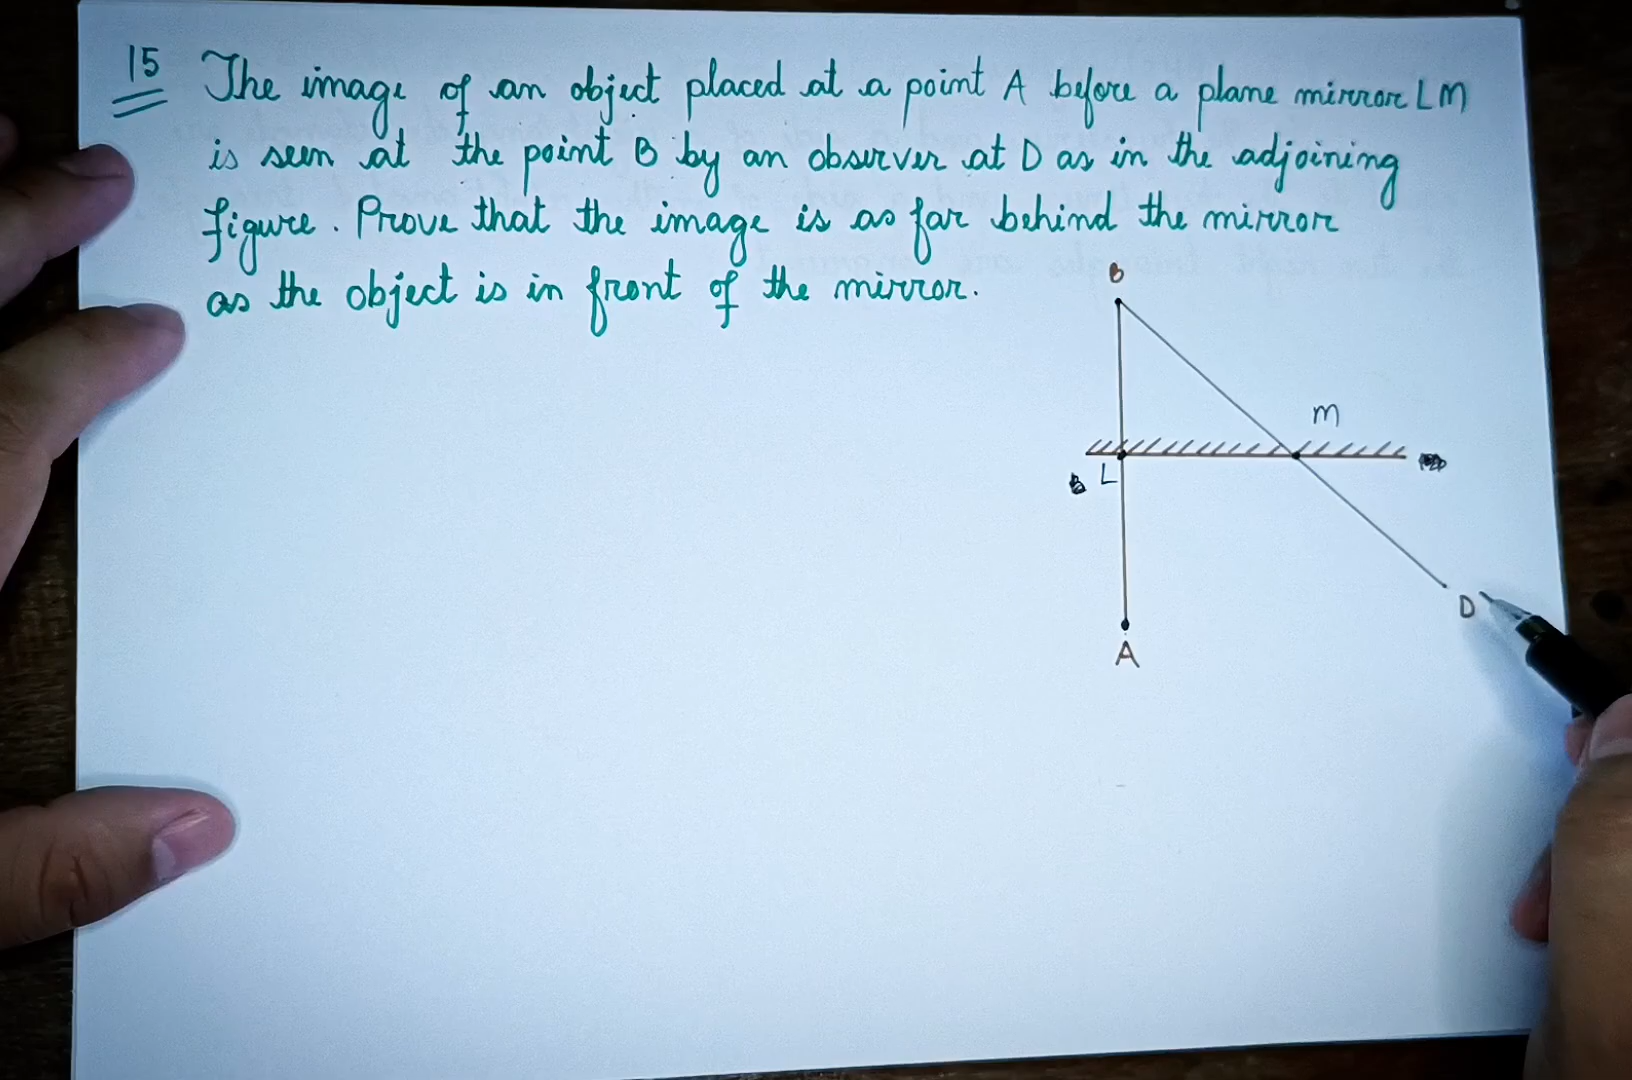 15 The image of an object placed at a point A before a plane mirror LM
is seen at the point B by an observer at D as in the adjoining
figure. Prove that the image is as far behind the mirror
as the object is in front of the mirror.
B
M
L
D
A